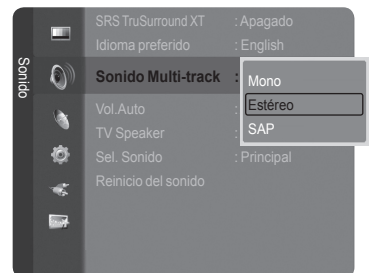 Sonido
SRS TruSurround XT : Apagado
Idioma preferido : English
Sonido Multi-track :
Mono
Estéreo
SAP
Vol.Auto :
TV Speaker :
Sel. Sonido : Principal
Reinicio del sonido